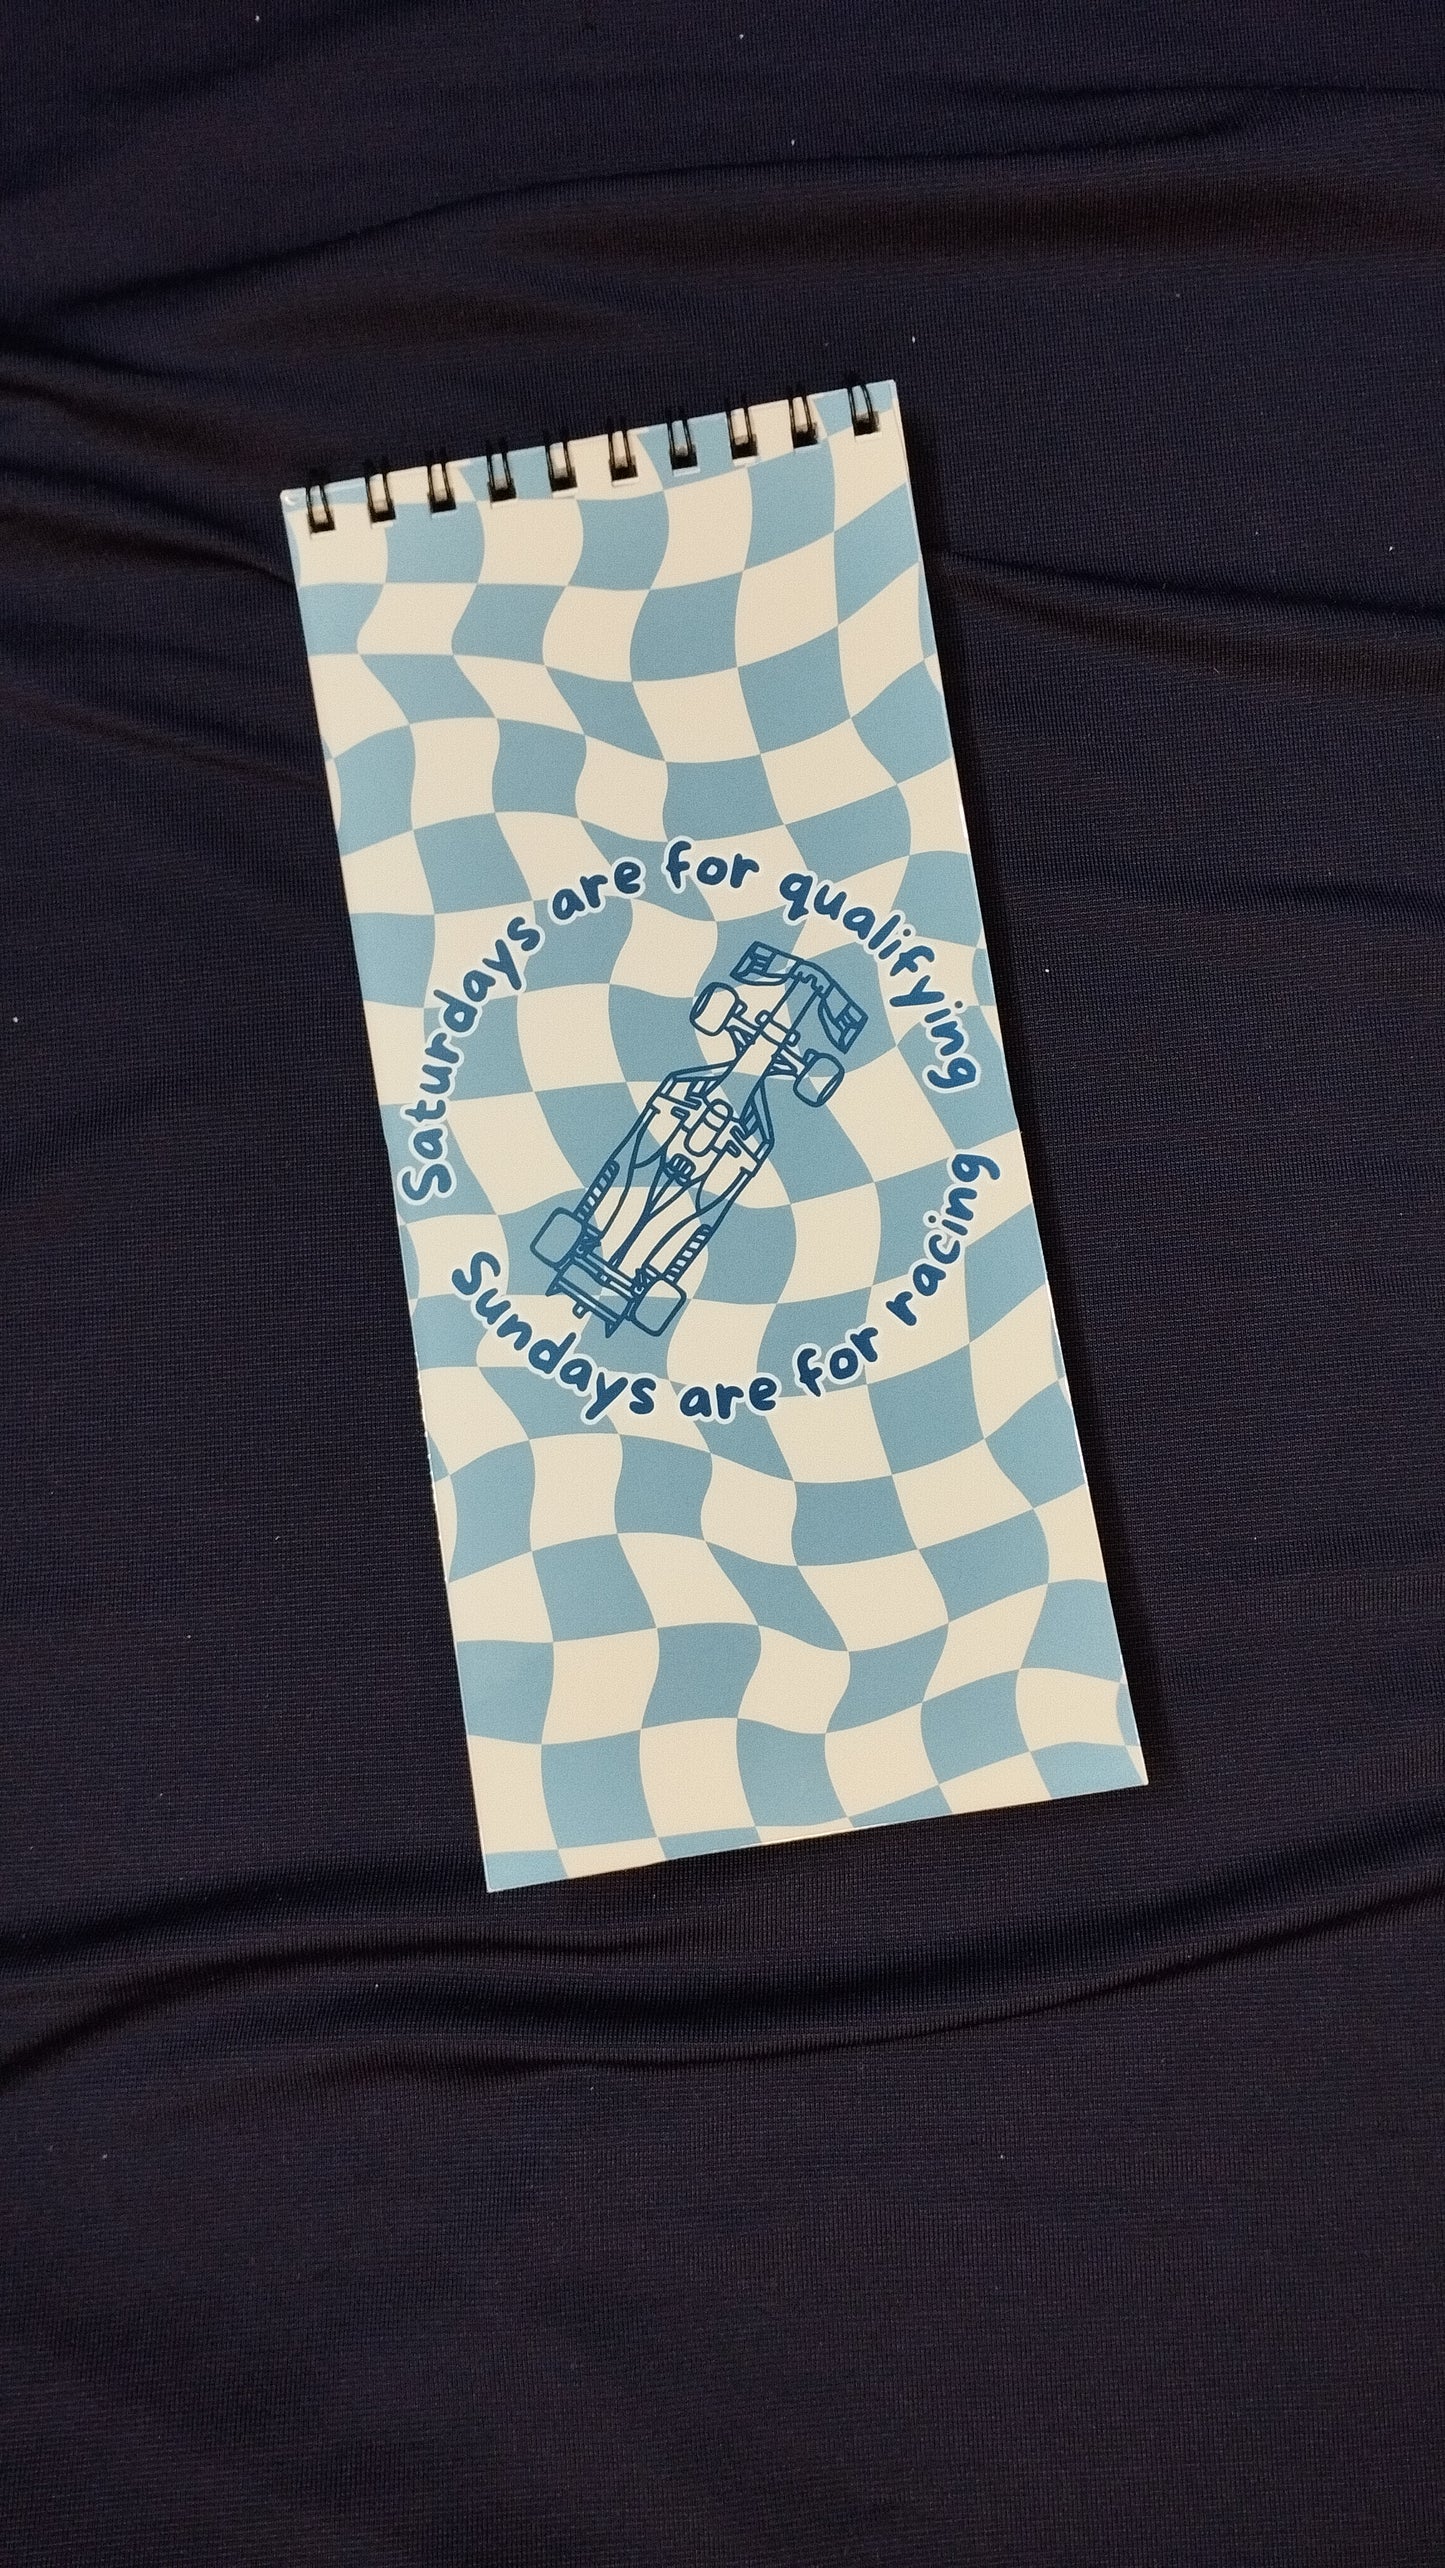 Saturdays are for qualifying
Sundays are for racing